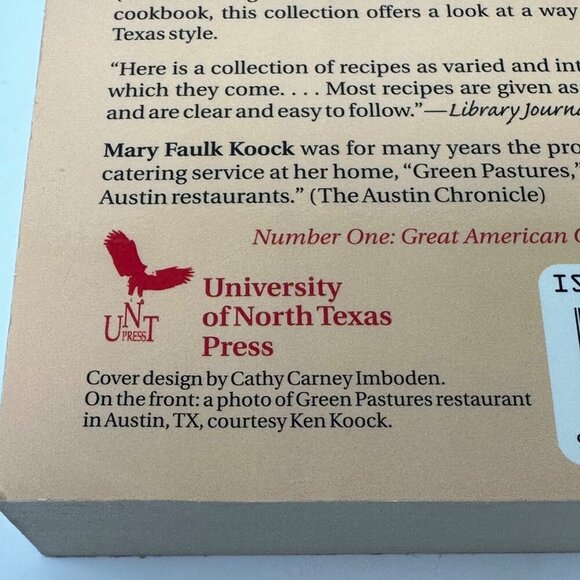 cookbook, this collection offers a look at a way
Texas style.
“Here is a collection of recipes as varied and int
which they come. . . . Most recipes are given as
and are clear and easy to follow.”—Library Journa
Mary Faulk Koock was for many years the pro
catering service at her home, “Green Pastures,”
Austin restaurants.” (The Austin Chronicle)
Number One: Great American C
UNT
PRESS
University
of North Texas
Press
IS
Cover design by Cathy Carney Imboden.
On the front: a photo of Green Pastures restaurant
in Austin, TX, courtesy Ken Koock.